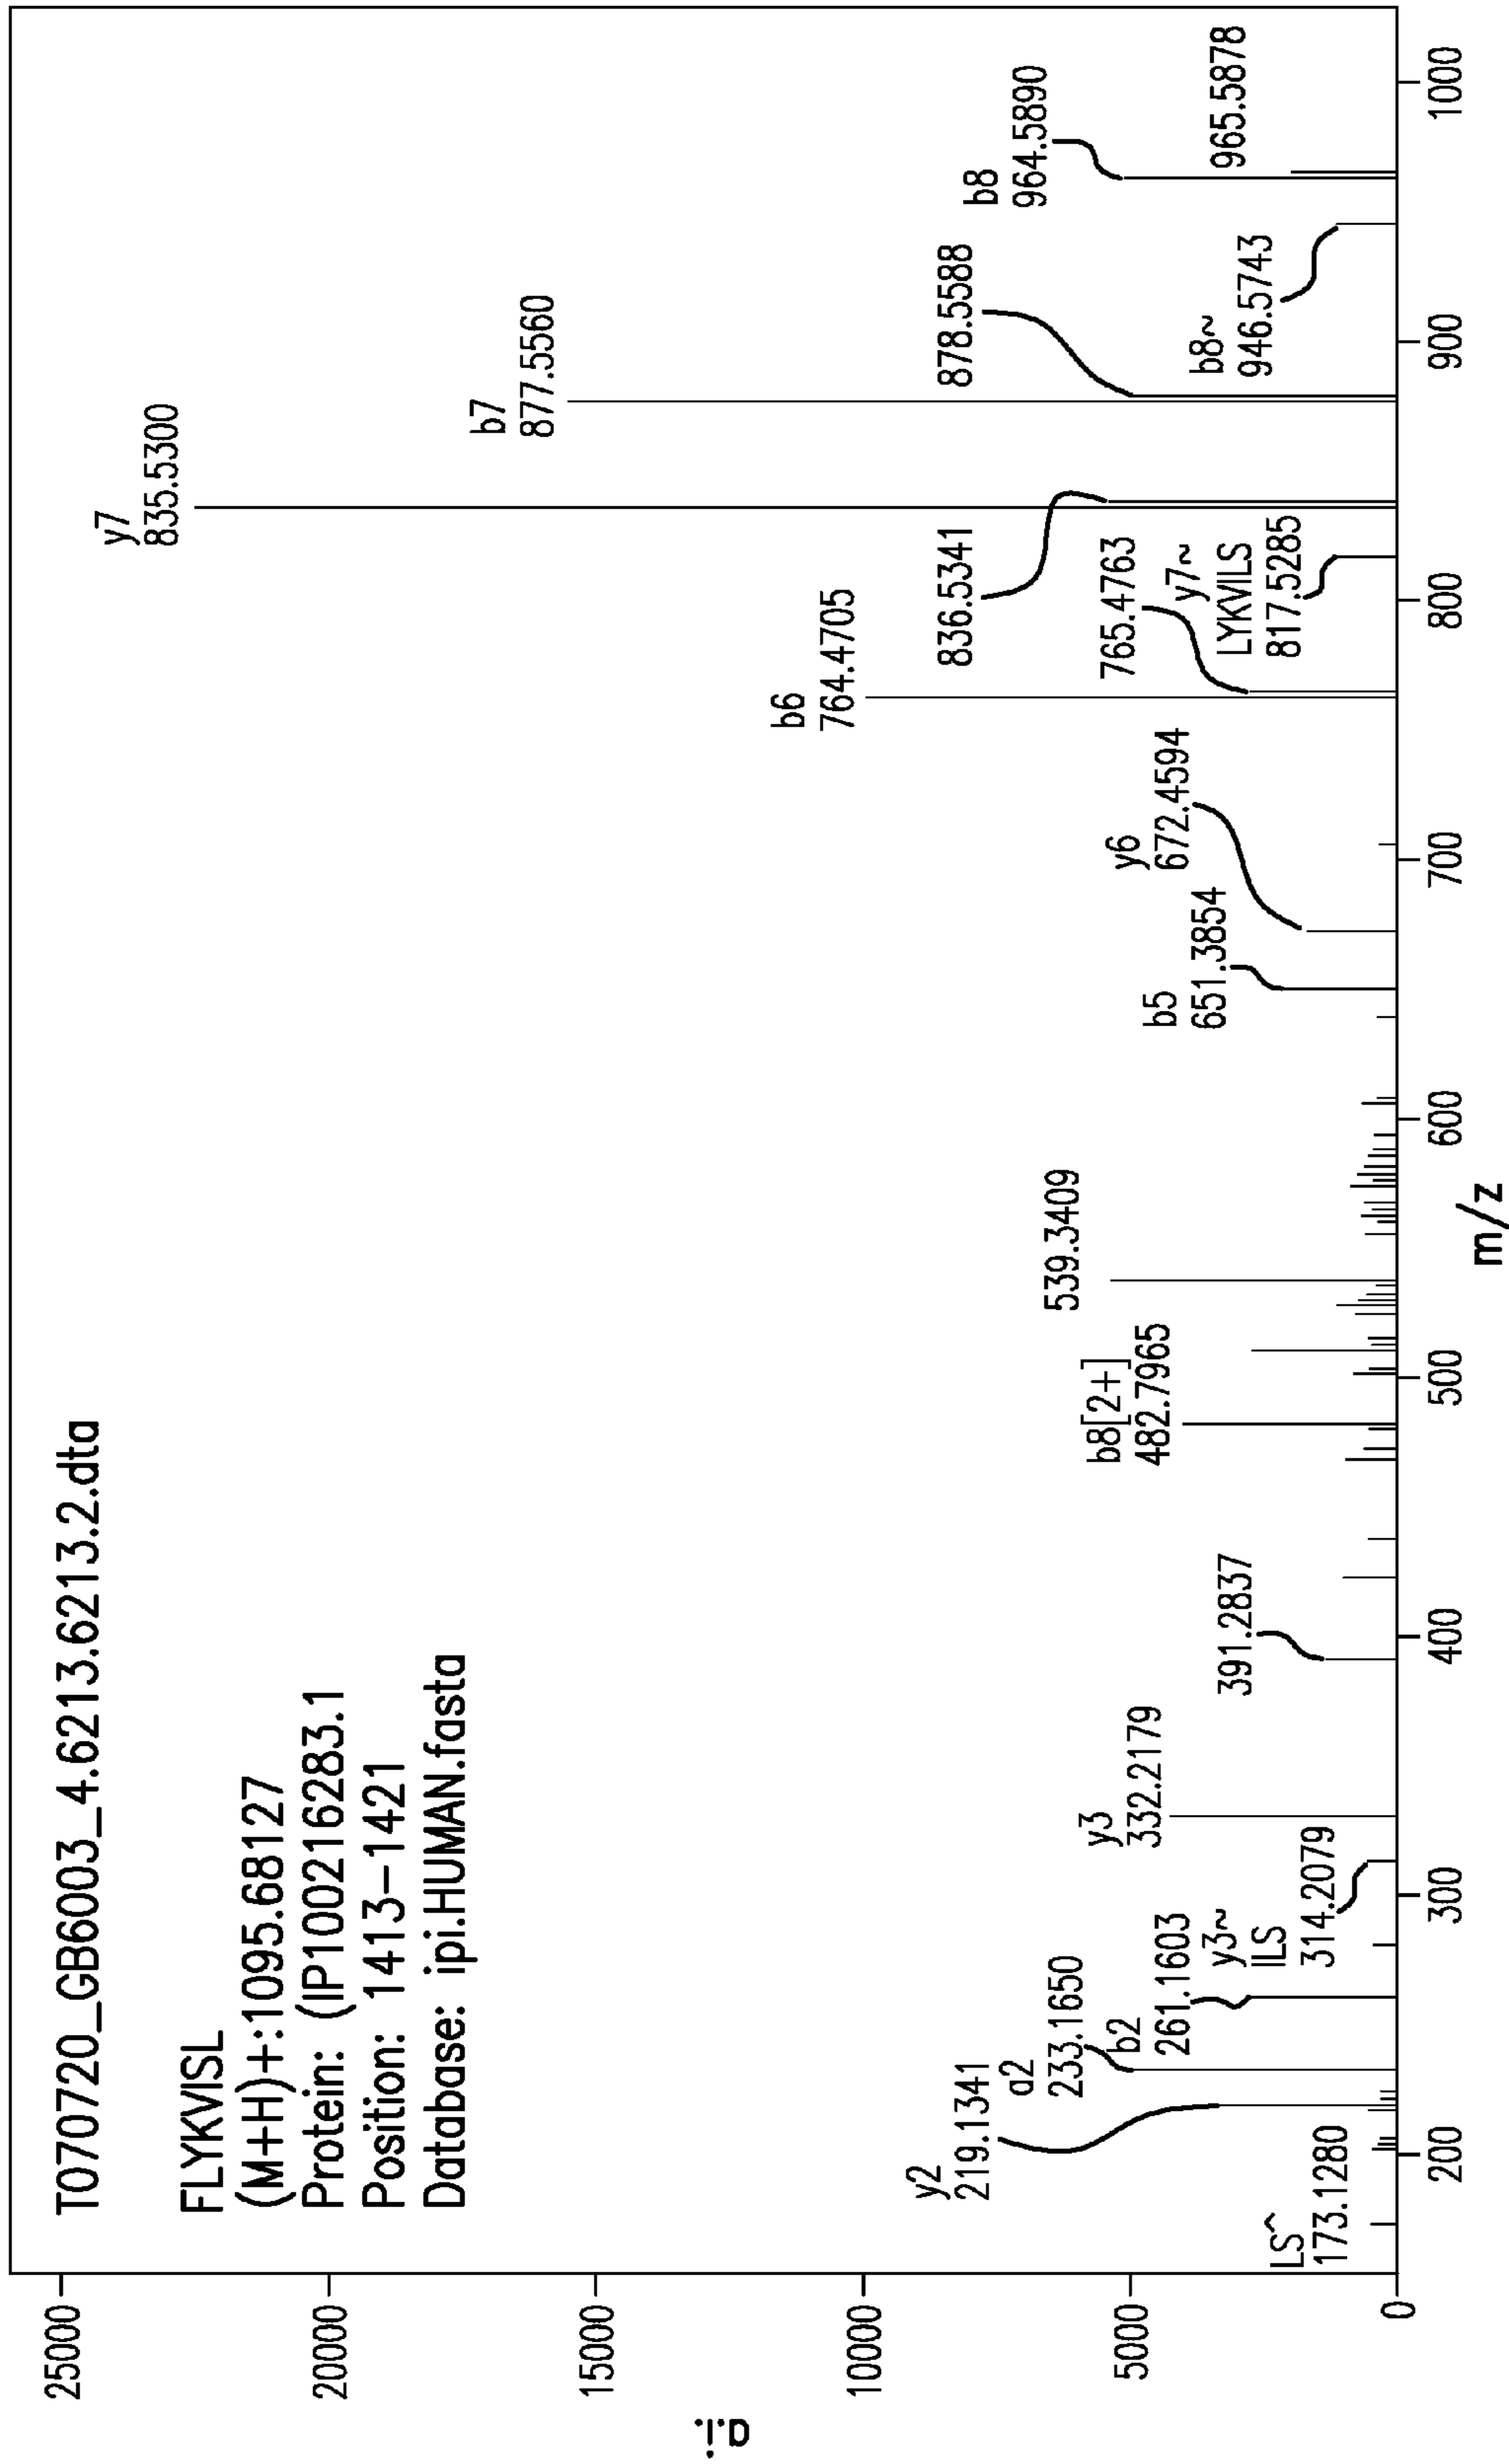 T070720_GB6003_4.6213.6213.2.dta
FLYKVISL
(M+H)+:1095.68127
Protein: (IP100216283.1
Position: 1413-1421
Database: ipi.HUMAN.fasta
25000
20000
15000
10000
5000
0
a.i.
LS^
173.1280
y2
219.1341
a2
233.1650
b2
261.1603
y3~
ILS
314.2079
y3
332.2179
391.2837
b8[2+]
482.7965
539.3409
b5
651.3854
y6
672.4594
b6
764.4705
765.4763
y7~
LYKVILS
817.5285
y7
835.5300
836.5341
b7
877.5560
878.5588
b8~
946.5743
b8
964.5890
965.5878
200
300
400
500
600
700
800
900
1000
m/z